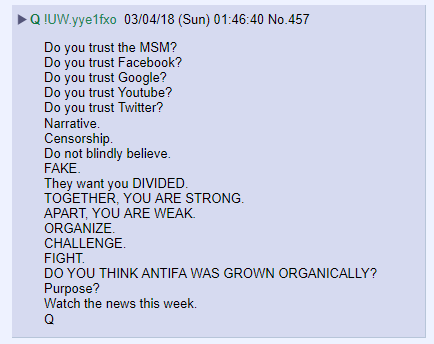 Q !UW.yye1fxo 03/04/18 (Sun) 01:46:40 No.457
Do you trust the MSM?
Do you trust Facebook?
Do you trust Google?
Do you trust Youtube?
Do you trust Twitter?
Narrative.
Censorship.
Do not blindly believe.
FAKE.
They want you DIVIDED.
TOGETHER, YOU ARE STRONG.
APART, YOU ARE WEAK.
ORGANIZE.
CHALLENGE.
FIGHT.
DO YOU THINK ANTIFA WAS GROWN ORGANICALLY?
Purpose?
Watch the news this week.
Q